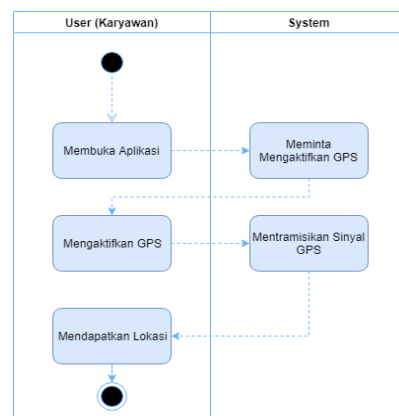 User (Karyawan)
System
Membuka Aplikasi
Meminta
Mengaktifkan GPS
Mengaktifkan GPS
Mentramisikan Sinyal
GPS
Mendapatkan Lokasi